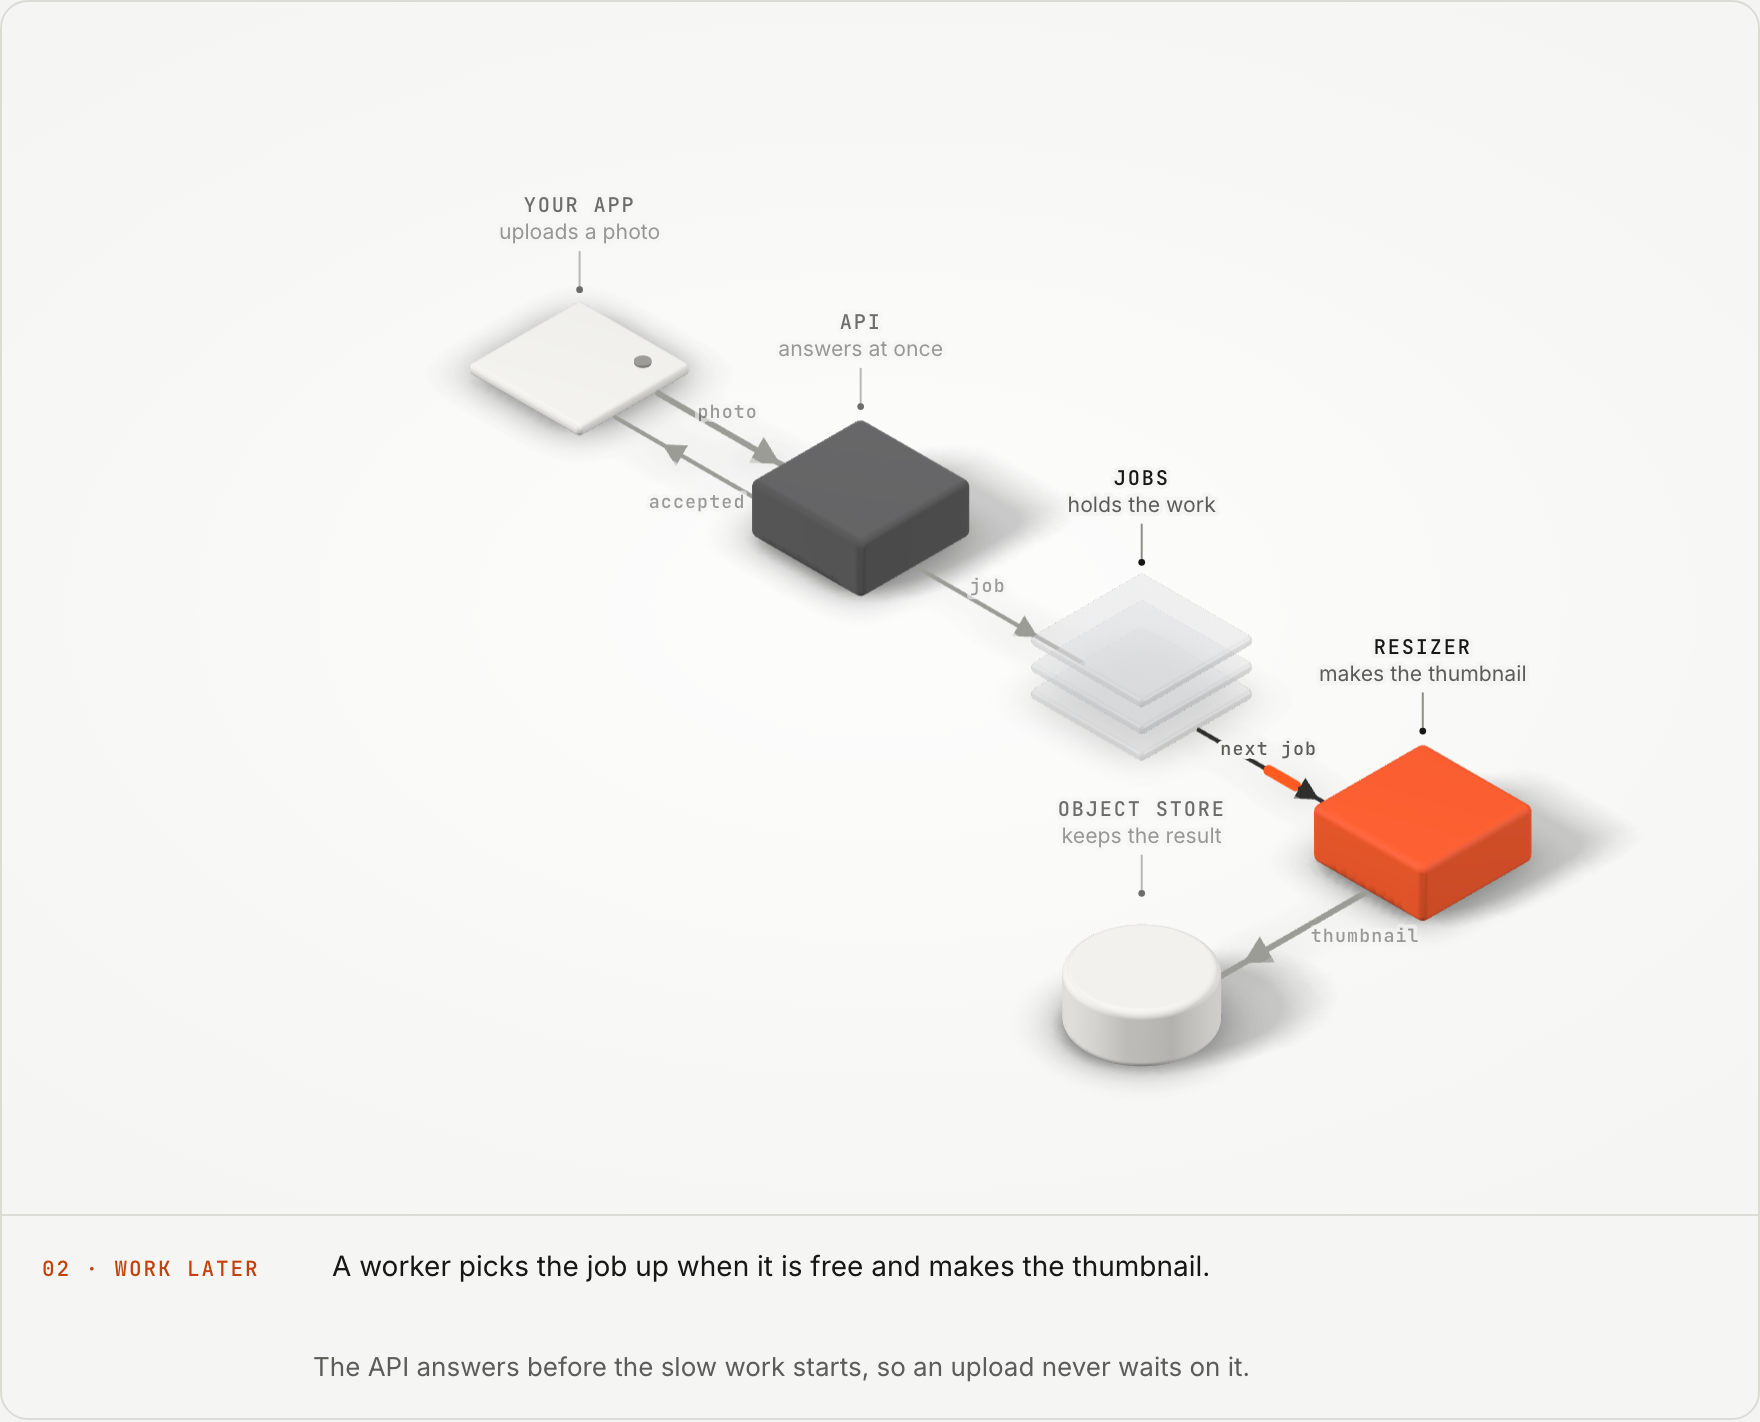 YOUR APP
uploads a photo
API
answers at once
photo
accepted
JOBS
holds the work
job
RESIZER
makes the thumbnail
next job
OBJECT STORE
keeps the result
thumbnail
02 · WORK LATER
A worker picks the job up when it is free and makes the thumbnail.
The API answers before the slow work starts, so an upload never waits on it.